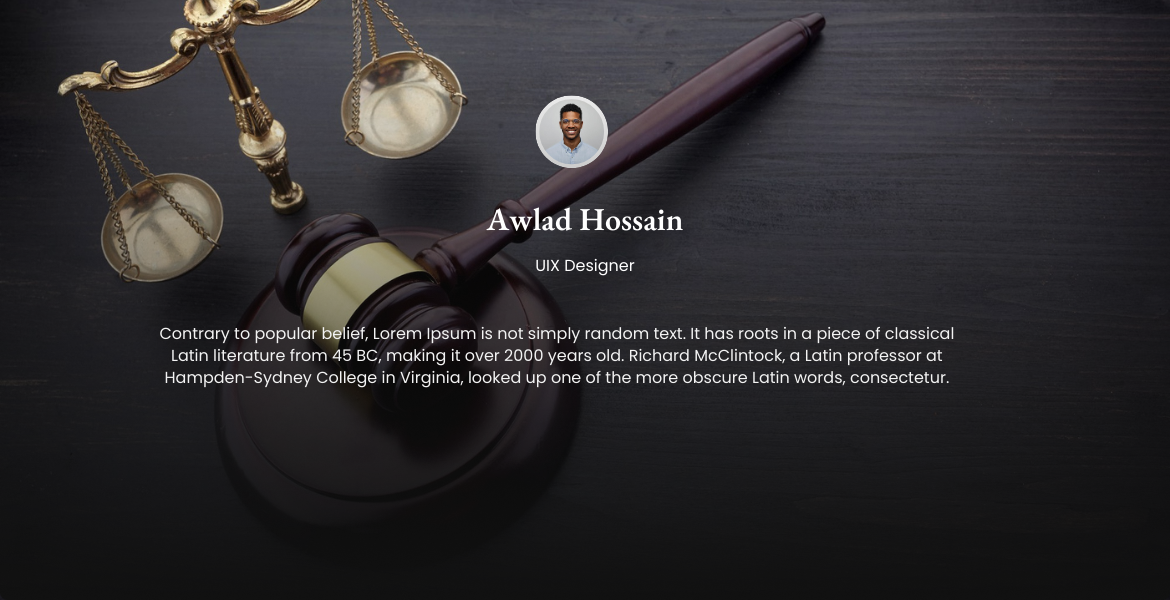 Awlad Hossain
UIX Designer
Contrary to popular belief, Lorem Ipsum is not simply random text. It has roots in a piece of classical
Latin literature from 45 BC, making it over 2000 years old. Richard McClintock, a Latin professor at
Hampden-Sydney College in Virginia, looked up one of the more obscure Latin words, consectetur.